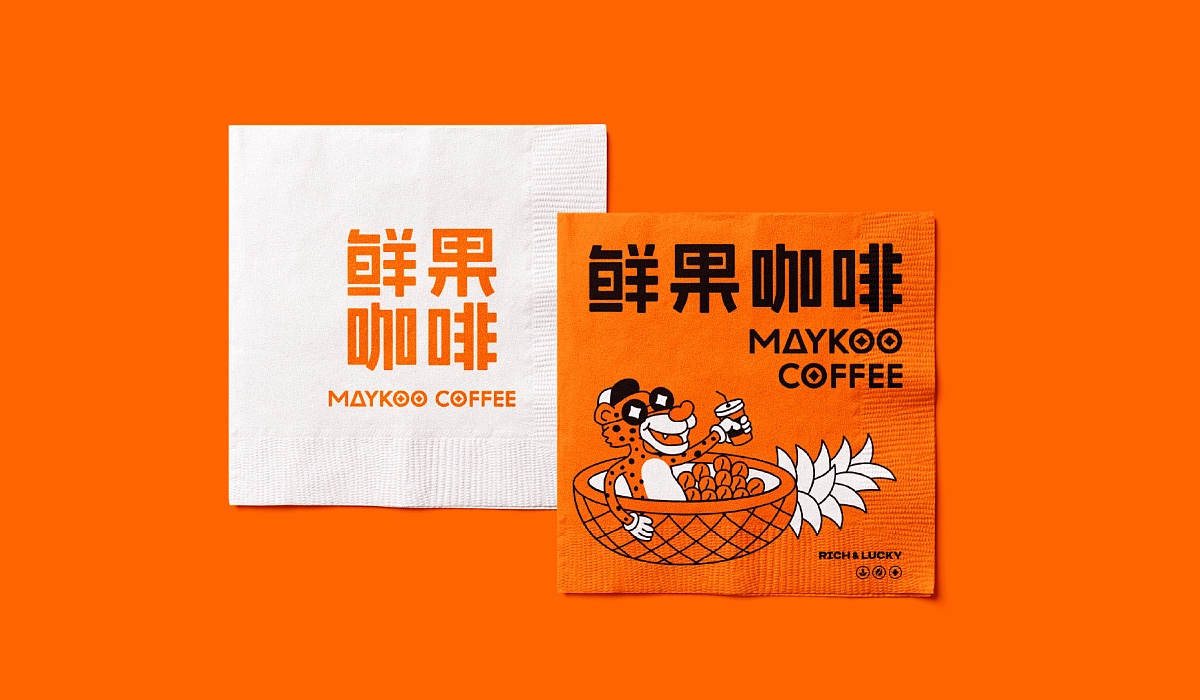 鲜果
咖啡
MAYKOO COFFEE
鲜果咖啡
MAYKOO
COFFEE
RICH & LUCKY